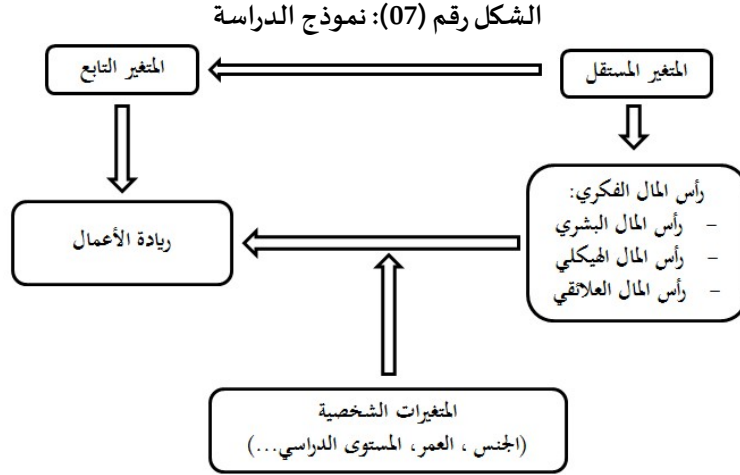 الشكل رقم (07): نموذج الدراسة
المتغير المستقل
المتغير التابع
رأس المال الفكري:
– رأس المال البشري
– رأس المال الهيكلي
– رأس المال العلائقي
ريادة الأعمال
المتغيرات الشخصية
(الجنس ، العمر، المستوى الدراسي...)